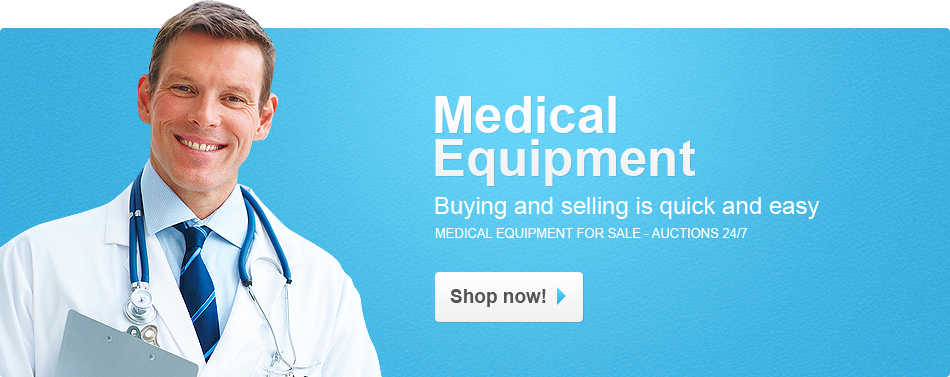 Medical
Equipment
Buying and selling is quick and easy
MEDICAL EQUIPMENT FOR SALE - AUCTIONS 24/7
Shop now!